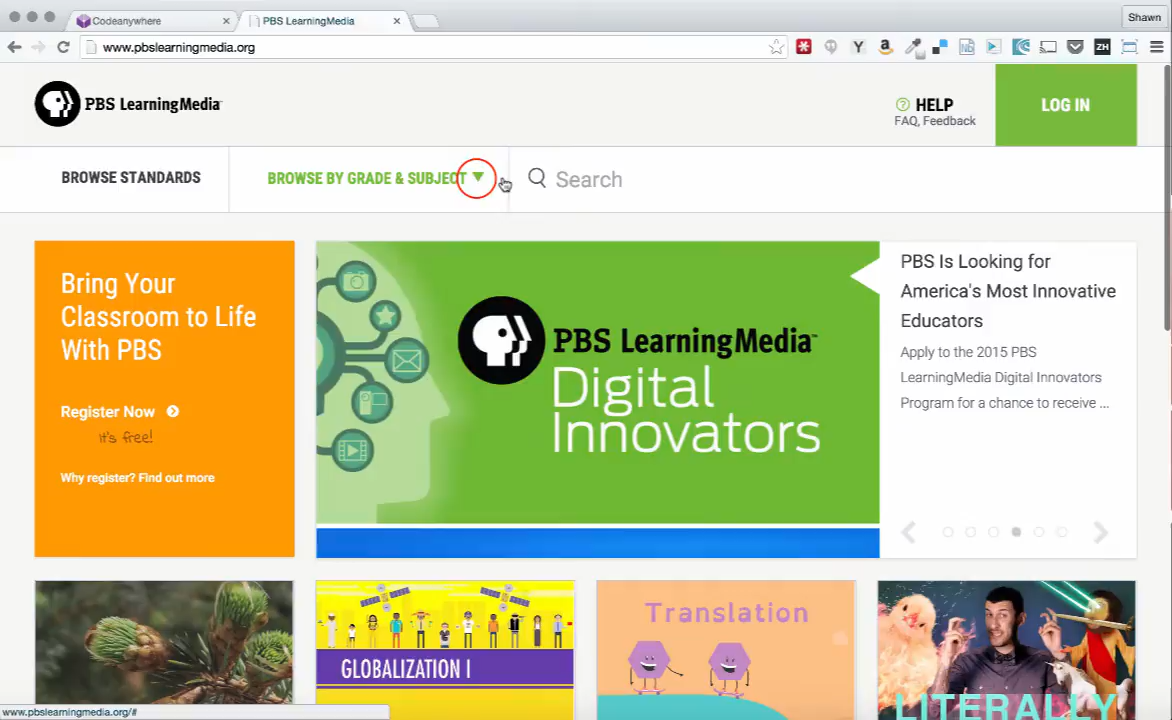 Codeanywhere
PBS LearningMedia
Shawn
www.pbslearningmedia.org
PBS LearningMedia
HELP
FAQ, Feedback
LOG IN
BROWSE STANDARDS
BROWSE BY GRADE & SUBJECT
Search
Bring Your
Classroom to Life
With PBS
Register Now
it's free!
Why register? Find out more
PBS LearningMedia™
Digital
Innovators
PBS Is Looking for
America's Most Innovative
Educators
Apply to the 2015 PBS
LearningMedia Digital Innovators
Program for a chance to receive ...
GLOBALIZATION I
Translation
LITERALLY
www.pbslearningmedia.org/#